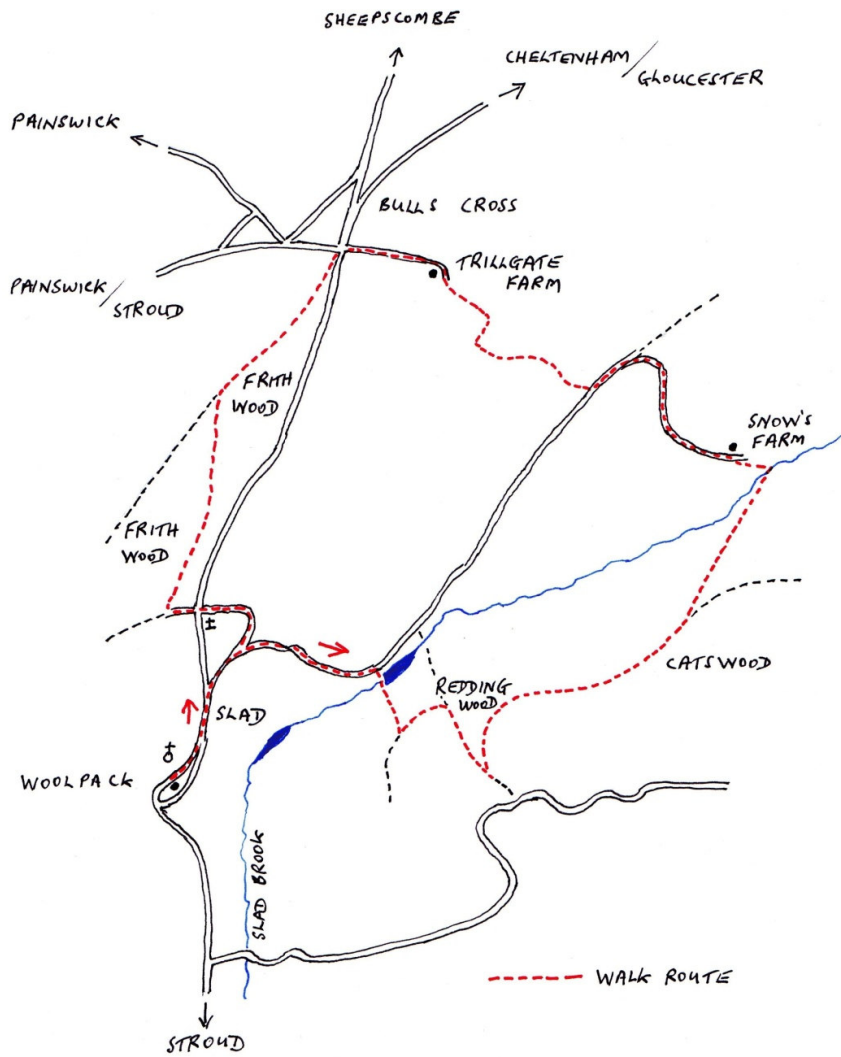 SHEEPSCOMBE
CHELTENHAM/
GLOUCESTER
PAINSWICK
BULLS CROSS
TRILLGATE
FARM
PAINSWICK/
STROUD
FRITH
WOOD
SNOW'S
FARM
FRITH
WOOD
CATSWOOD
REDDING
WOOD
SLAD
WOOLPACK
SLAD BROOK
WALK ROUTE
STROUD